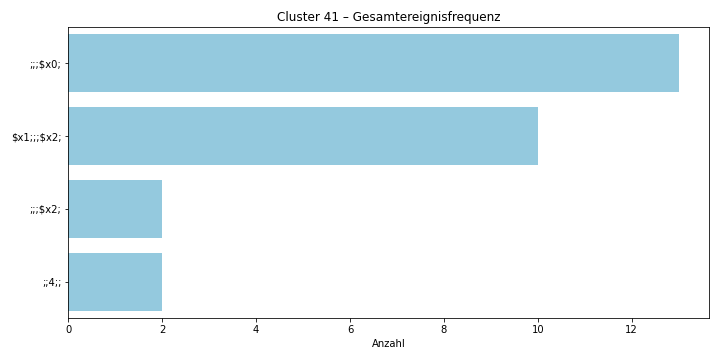 Cluster 41 – Gesamtereignisfrequenz
;;;$x0;
$x1;;;$x2;
;;;$x2;
;;4;;
0 2 4 6 8 10 12
Anzahl